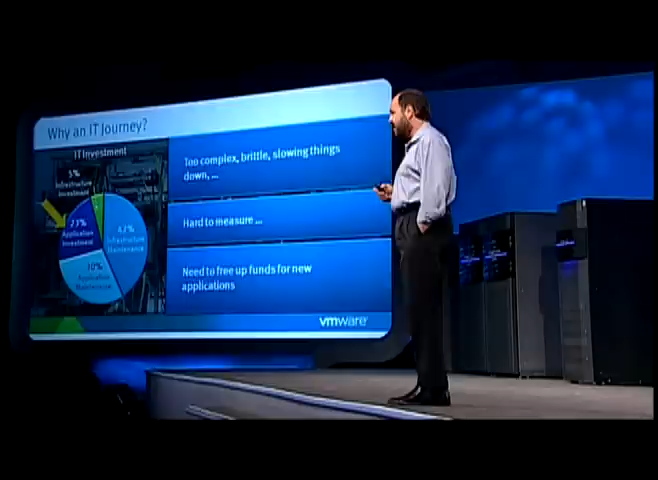 Why an IT Journey?
IT Investment
5%
Infrastructure
Investment
23%
Application
Investment
42%
Infrastructure
Maintenance
30%
Application
Maintenance
Too complex, brittle, slowing things
down, ...
Hard to measure ...
Need to free up funds for new
applications
vmware